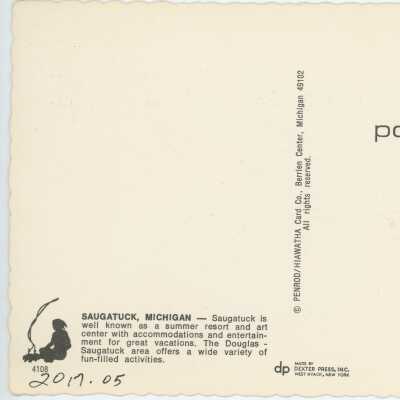 po
© PENROD/HIAWATHA Card Co., Berrien Center, Michigan 49102
All rights reserved.
SAUGATUCK, MICHIGAN — Saugatuck is
well known as a summer resort and art
center with accommodations and entertain-
ment for great vacations. The Douglas -
Saugatuck area offers a wide variety of
fun-filled activities.
4108
2017.05
dp
MADE BY
DEXTER PRESS, INC.
WEST NYACK, NEW YORK